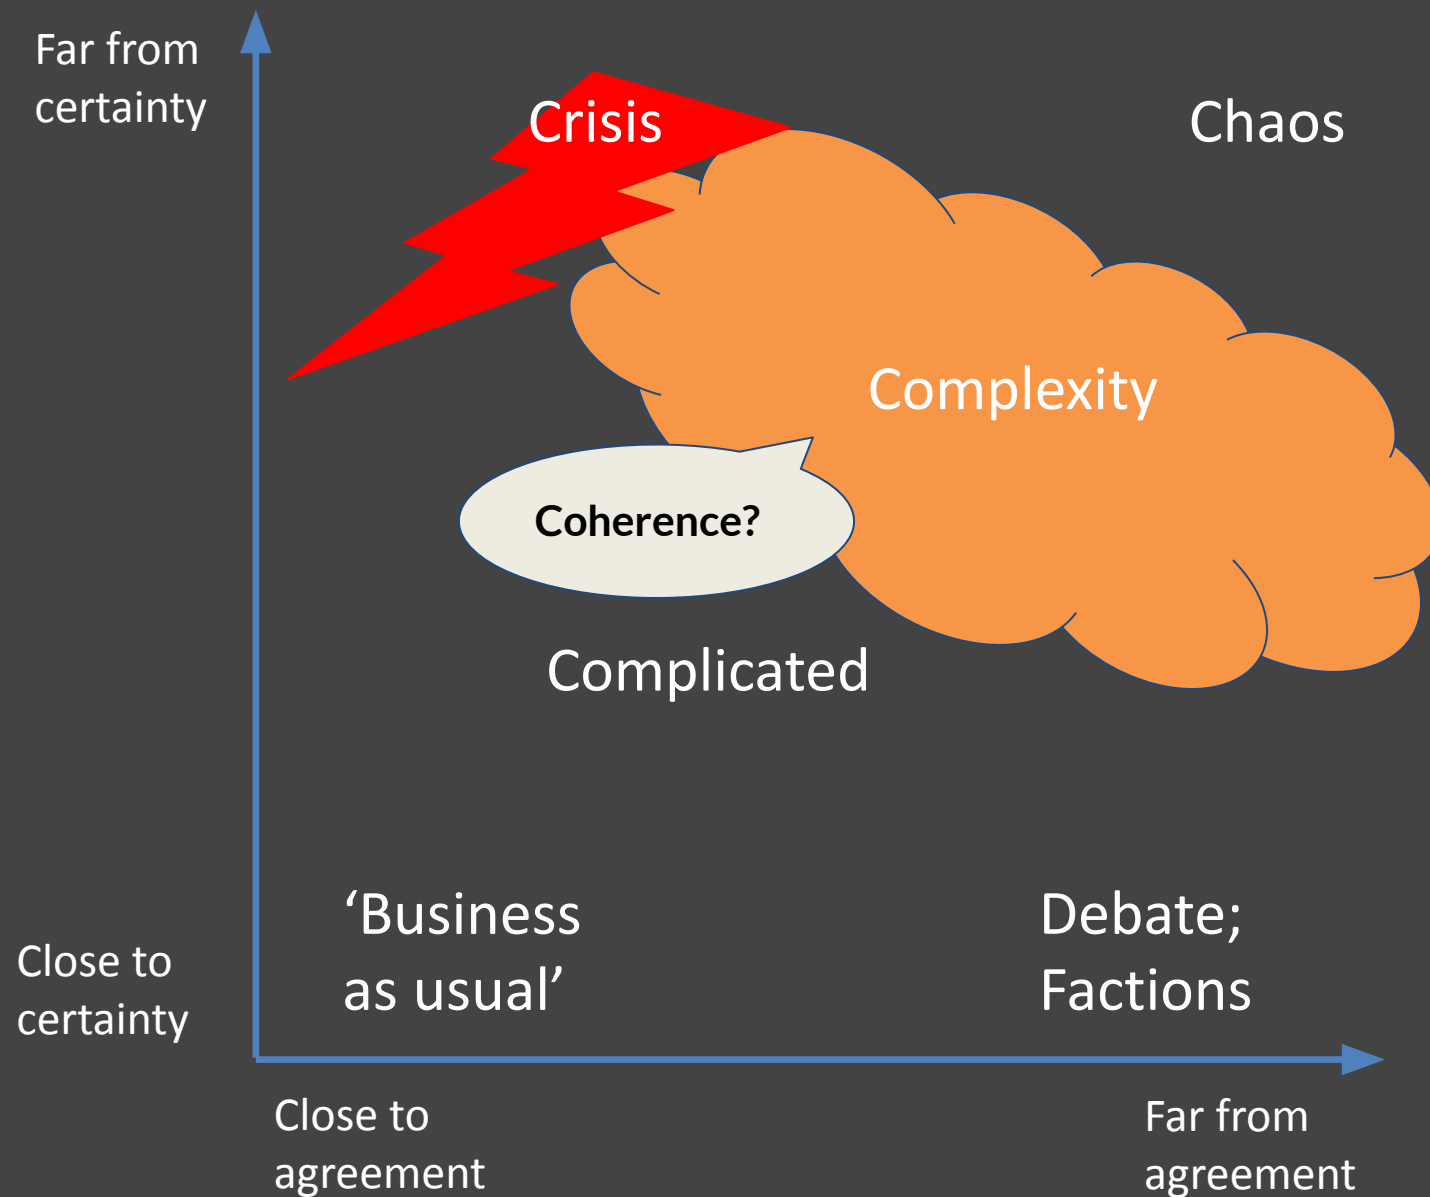 Far from
certainty
Crisis
Chaos
Complexity
Coherence?
Complicated
‘Business
as usual’
Debate;
Factions
Close to
certainty
Close to
agreement
Far from
agreement